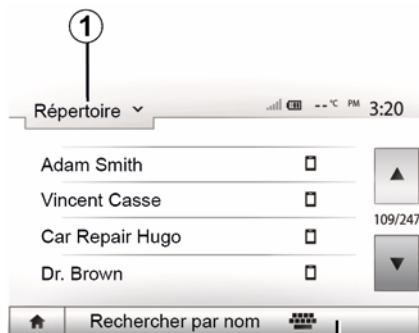 1
Répertoire
--°C PM 3:20
Adam Smith
Vincent Casse
109/247
Car Repair Hugo
Dr. Brown
Rechercher par nom